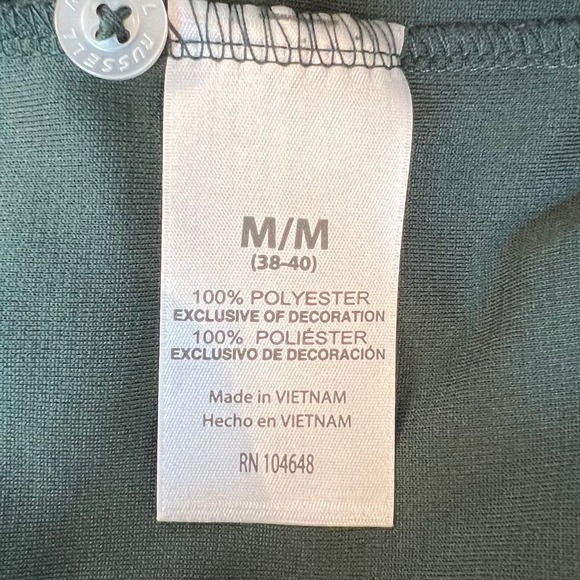 RUSSELL
M/M
(38-40)
100% POLYESTER
EXCLUSIVE OF DECORATION
100% POLIÉSTER
EXCLUSIVO DE DECORACIÓN
Made in VIETNAM
Hecho en VIETNAM
RN 104648